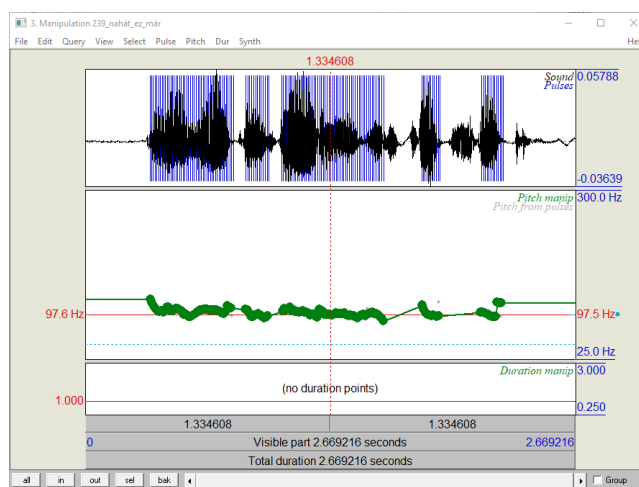 3. Manipulation 239_nahát_ez_már
File Edit Query View Select Pulse Pitch Dur Synth Hel
1.334608
Sound 0.05788
Pulses
-0.03639
Pitch manip 300.0 Hz
Pitch from pulses
97.6 Hz 97.5 Hz
25.0 Hz
Duration manip 3.000
(no duration points)
1.000
0.250
1.334608 1.334608
0 Visible part 2.669216 seconds 2.669216
Total duration 2.669216 seconds
all in out sel bak Group